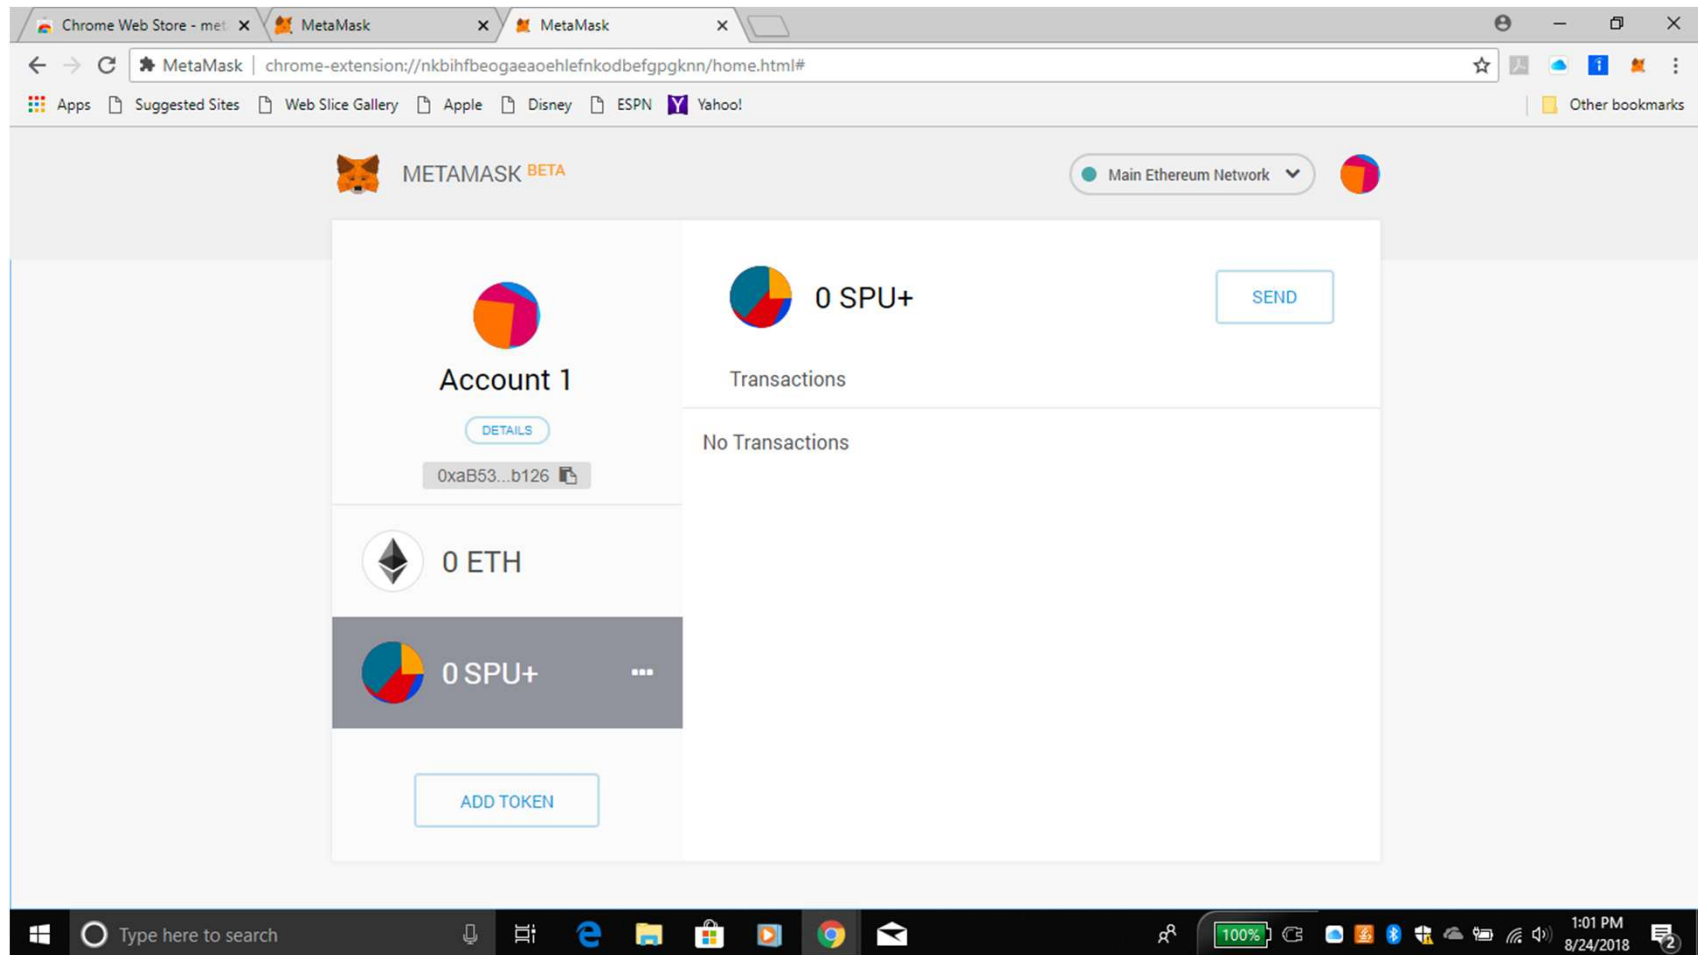 Chrome Web Store - met
MetaMask
MetaMask
MetaMask
chrome-extension://nkbihfbeogaeaoehlefnkodbefgpgknn/home.html#
Apps
Suggested Sites
Web Slice Gallery
Apple
Disney
ESPN
Yahoo!
Other bookmarks
METAMASK BETA
Main Ethereum Network
Account 1
DETAILS
0xaB53...b126
0 ETH
0 SPU+
ADD TOKEN
0 SPU+
SEND
Transactions
No Transactions
Type here to search
100%
1:01 PM
8/24/2018
2